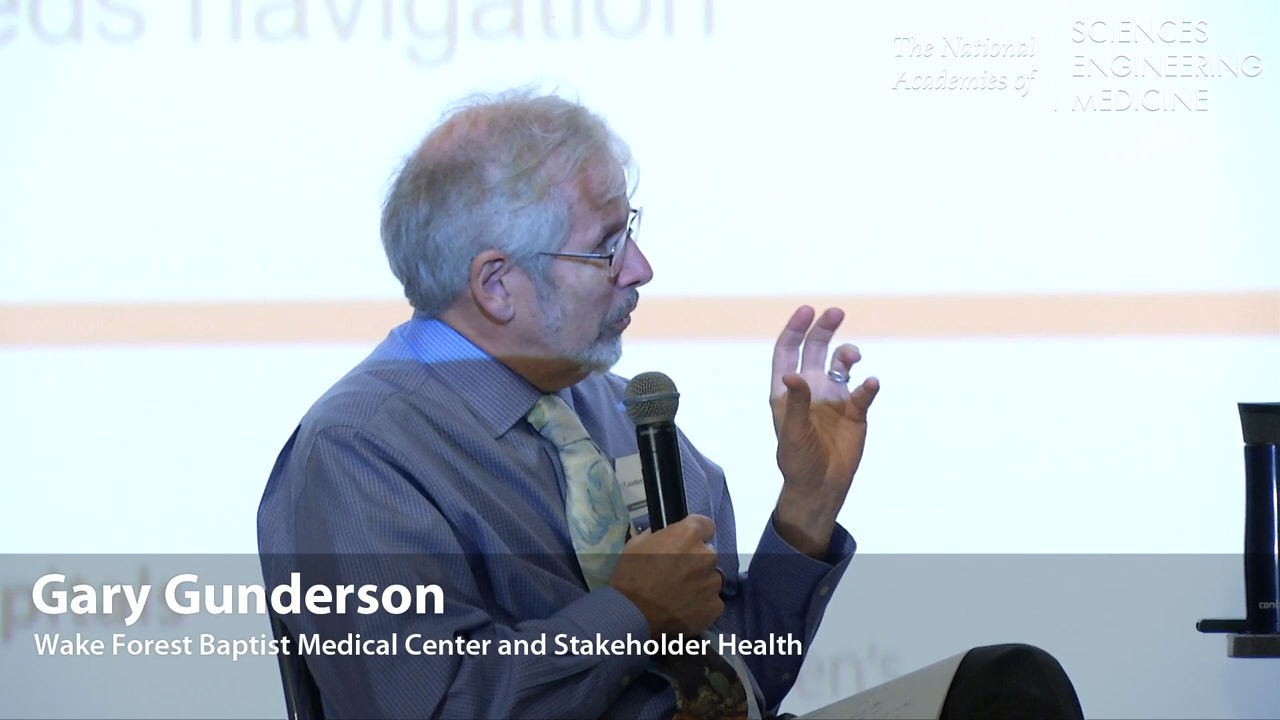 eds navigation
The National
Academies of
SCIENCES
ENGINEERING
MEDICINE
Gary Gunderson
Wake Forest Baptist Medical Center and Stakeholder Health
en's